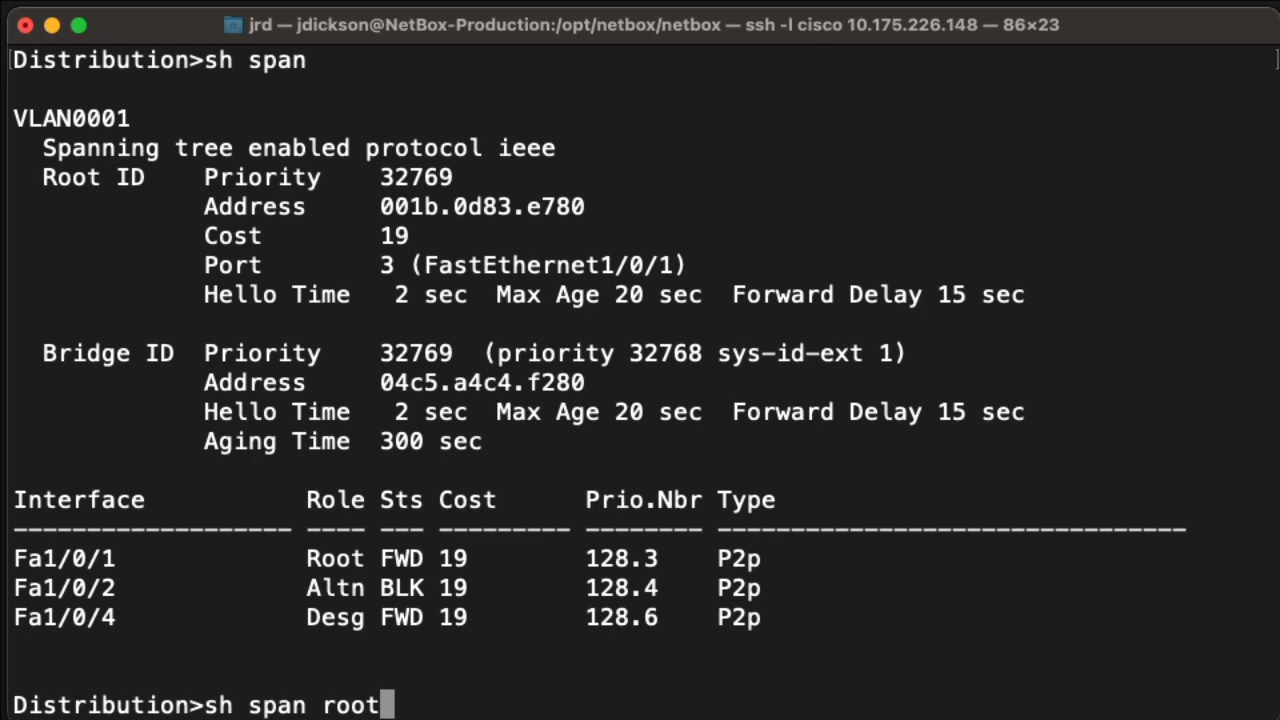 jrd — jdickson@NetBox-Production:/opt/netbox/netbox — ssh -l cisco 10.175.226.148 — 86×23
[Distribution>sh span ]
VLAN0001
  Spanning tree enabled protocol ieee
  Root ID    Priority    32769
             Address     001b.0d83.e780
             Cost        19
             Port        3 (FastEthernet1/0/1)
             Hello Time   2 sec  Max Age 20 sec  Forward Delay 15 sec
  Bridge ID  Priority    32769  (priority 32768 sys-id-ext 1)
             Address     04c5.a4c4.f280
             Hello Time   2 sec  Max Age 20 sec  Forward Delay 15 sec
             Aging Time  300 sec
Interface           Role Sts Cost      Prio.Nbr Type
------------------- ---- --- --------- -------- --------------------------------
Fa1/0/1             Root FWD 19        128.3    P2p
Fa1/0/2             Altn BLK 19        128.4    P2p
Fa1/0/4             Desg FWD 19        128.6    P2p
Distribution>sh span root